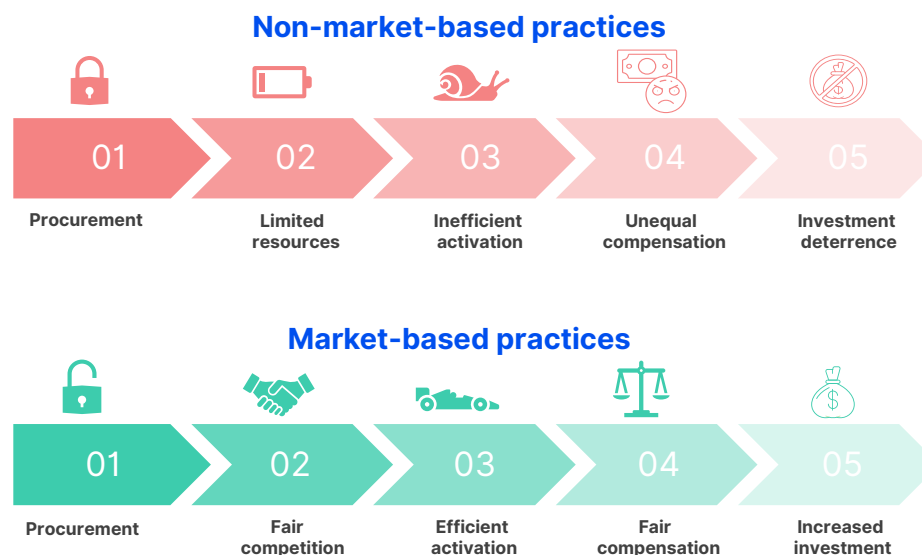 Non-market-based practices
01
02
03
04
05
Procurement
Limited
resources
Inefficient
activation
Unequal
compensation
Investment
deterrence
Market-based practices
$
01
02
03
04
05
Procurement
Fair
competition
Efficient
activation
Fair
compensation
Increased
investment